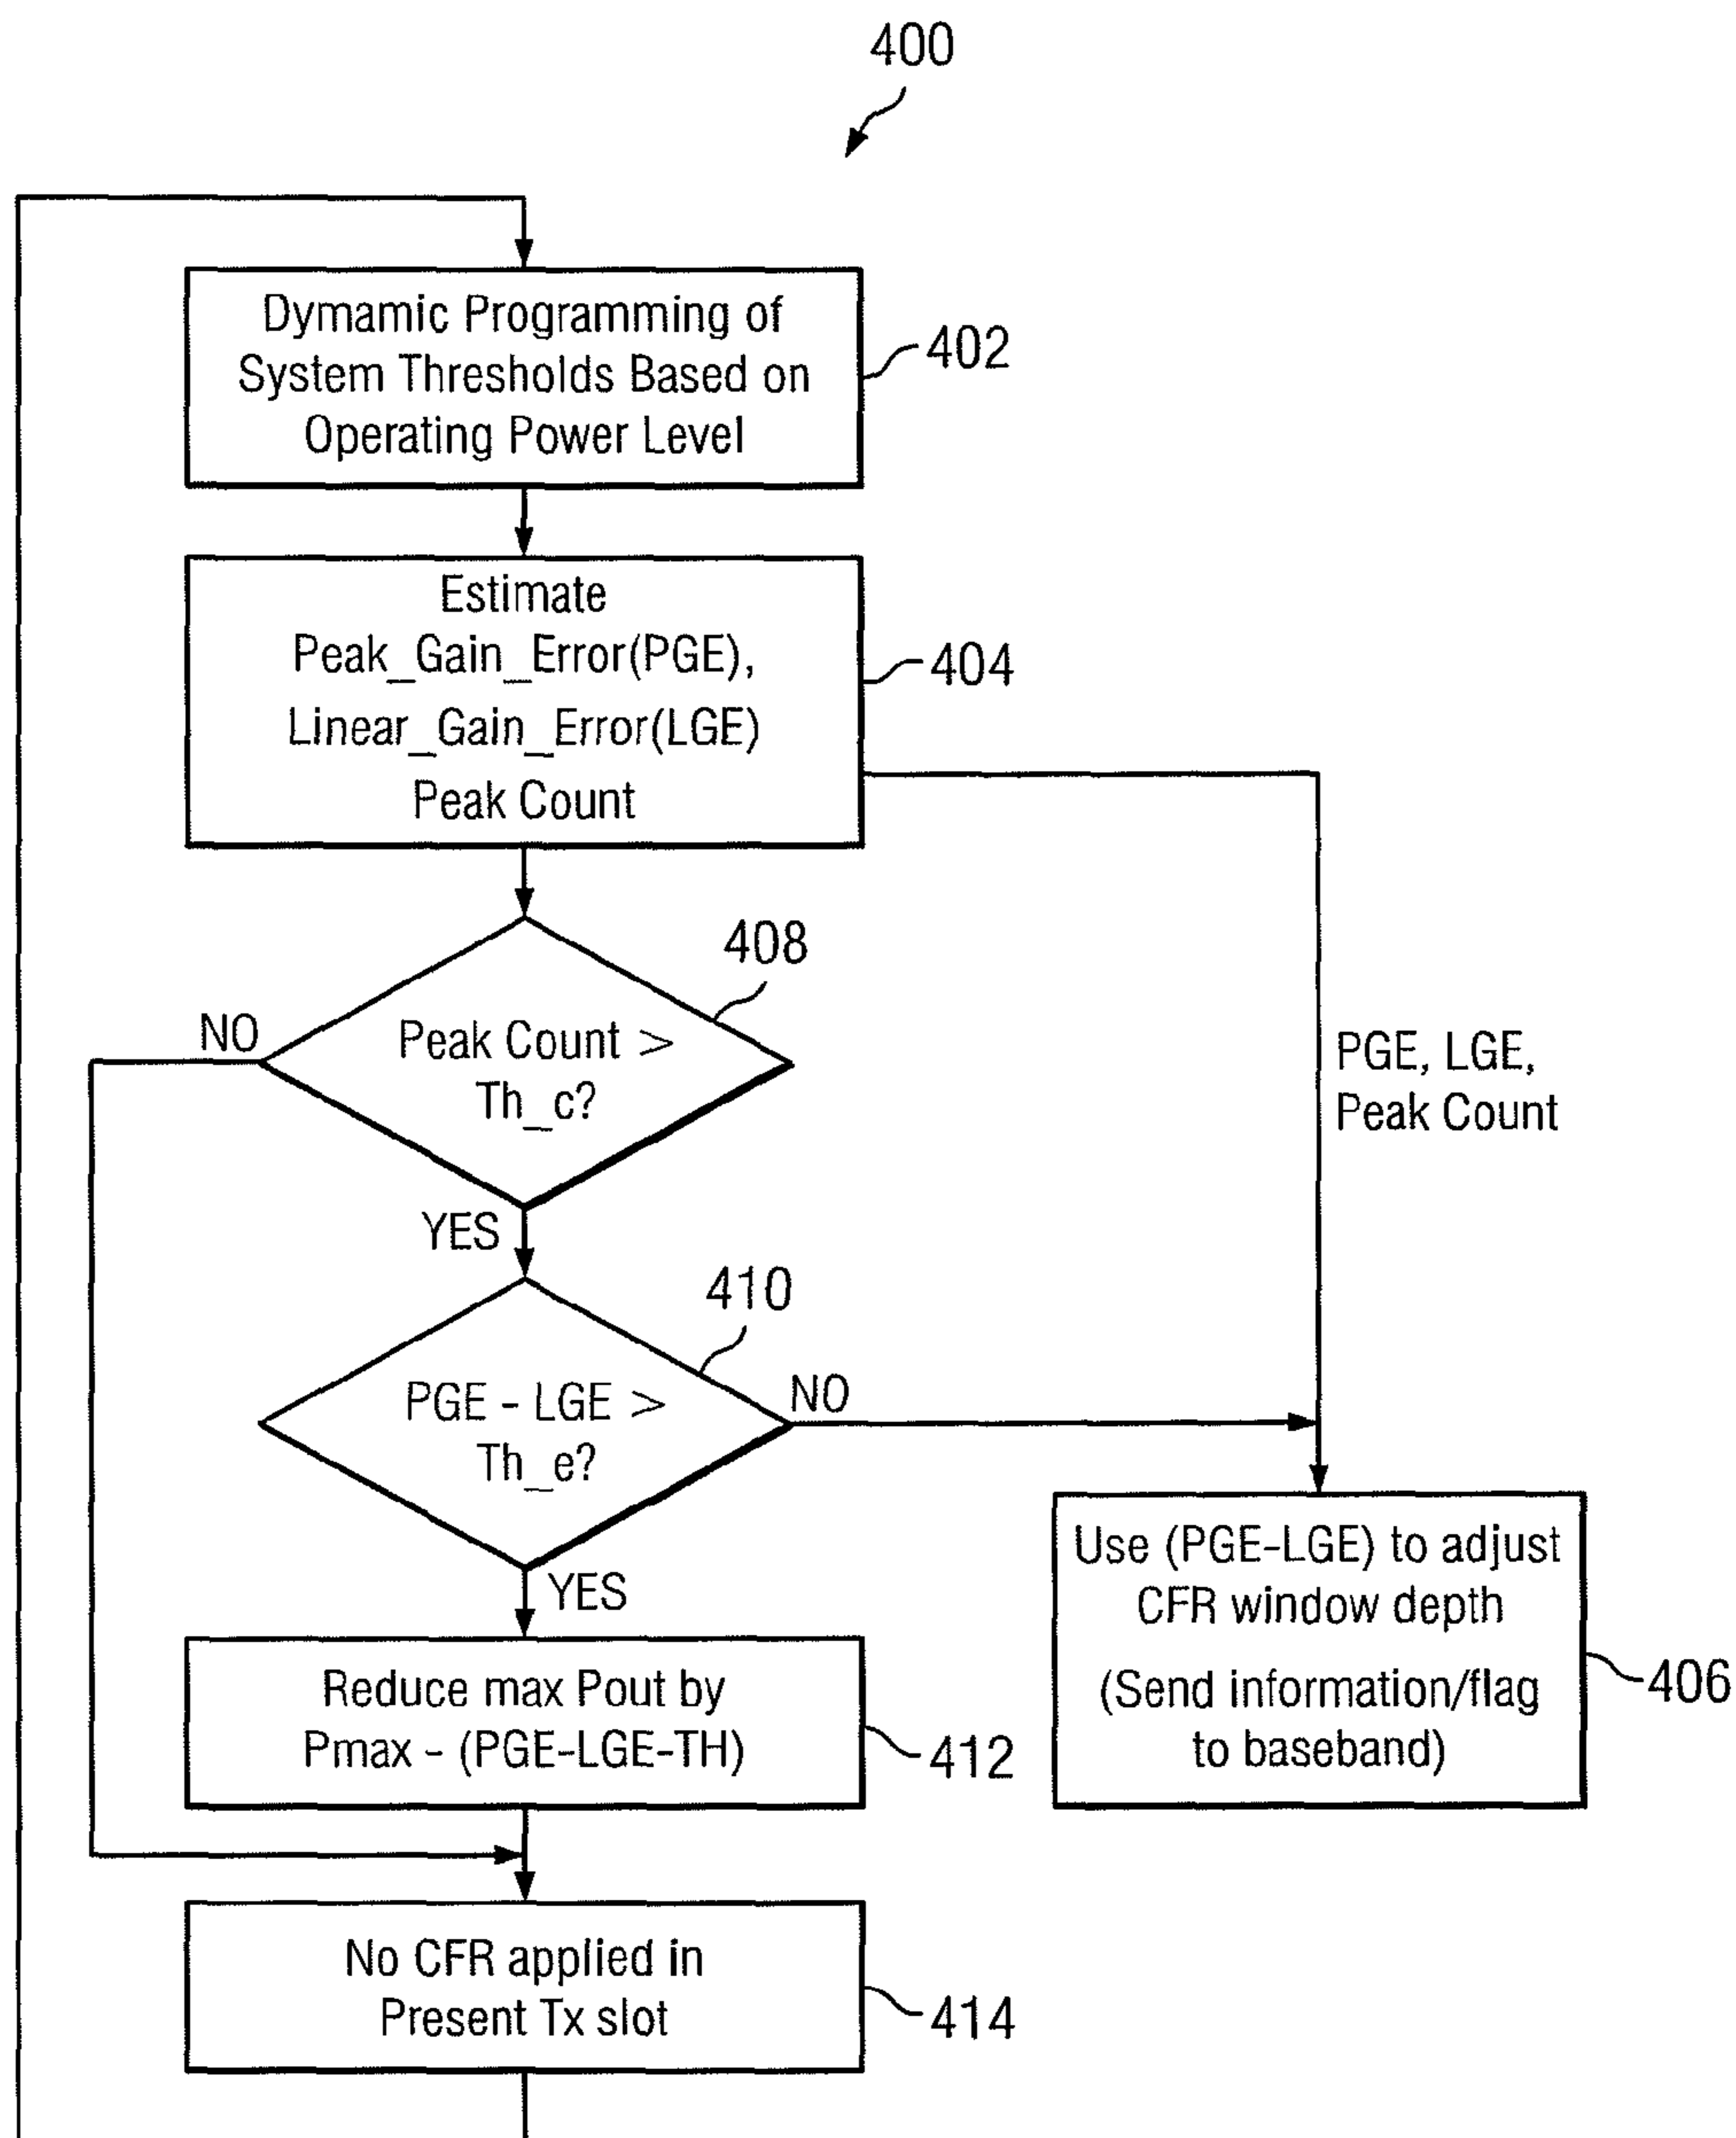 400
Dymamic Programming of
System Thresholds Based on
Operating Power Level
402
Estimate
Peak_Gain_Error(PGE),
Linear_Gain_Error(LGE)
Peak Count
404
408
NO
Peak Count >
Th_c?
PGE, LGE,
Peak Count
YES
410
PGE - LGE >
Th_e?
NO
YES
Use (PGE-LGE) to adjust
CFR window depth
(Send information/flag
to baseband)
406
Reduce max Pout by
Pmax - (PGE-LGE-TH)
412
No CFR applied in
Present Tx slot
414